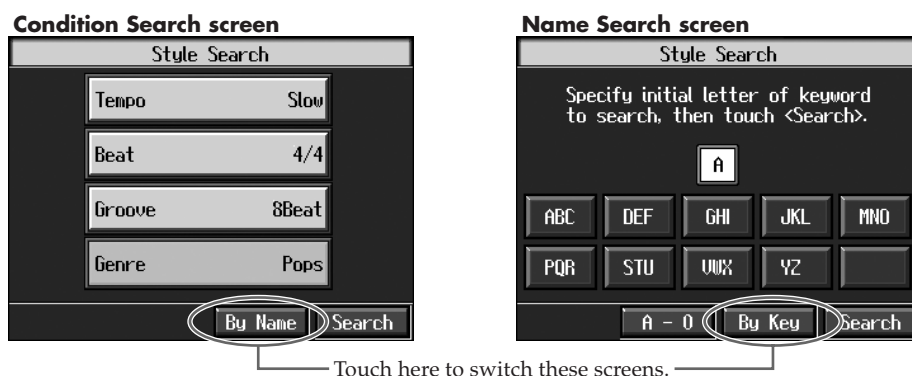 Condition Search screen
Style Search
Tempo Slow
Beat 4/4
Groove 8Beat
Genre Pops
By Name Search
Name Search screen
Style Search
Specify initial letter of keyword
to search, then touch <Search>.
A
ABC DEF GHI JKL MNO
PQR STU VWX YZ
A - 0 By Key Search
Touch here to switch these screens.